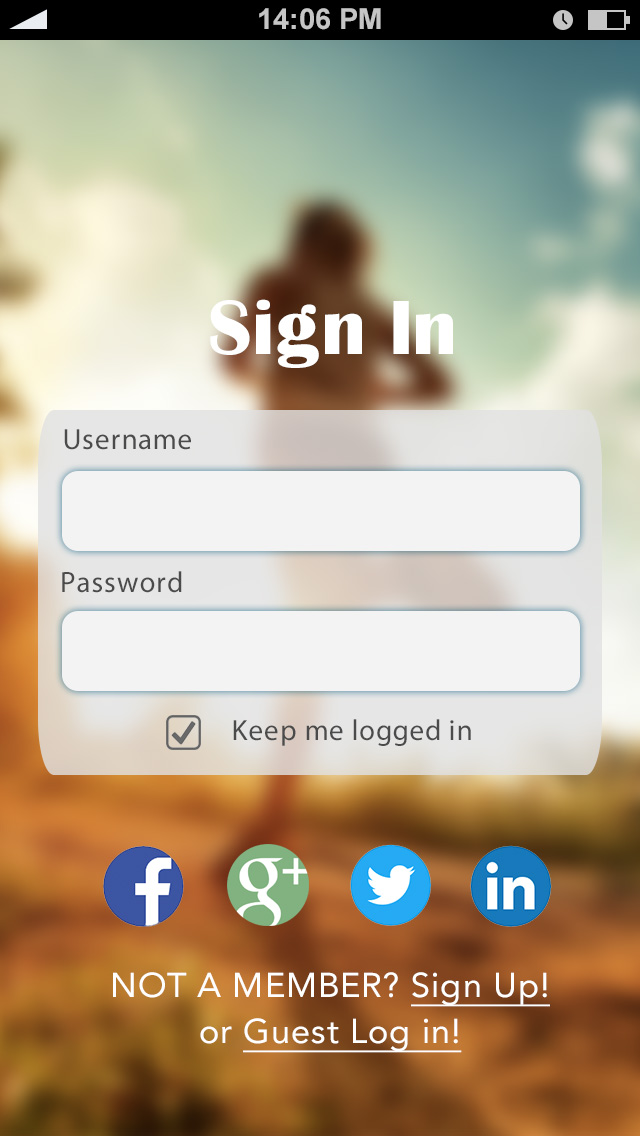 14:06 PM
Sign In
Username
Password
Keep me logged in
f g+ in
NOT A MEMBER? Sign Up!
or Guest Log in!